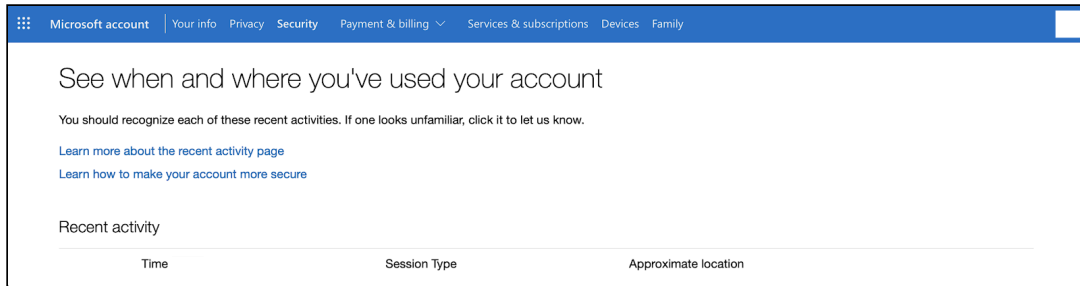 Microsoft account Your info Privacy Security Payment & billing Services & subscriptions Devices Family
See when and where you've used your account
You should recognize each of these recent activities. If one looks unfamiliar, click it to let us know.
Learn more about the recent activity page
Learn how to make your account more secure
Recent activity
Time Session Type Approximate location